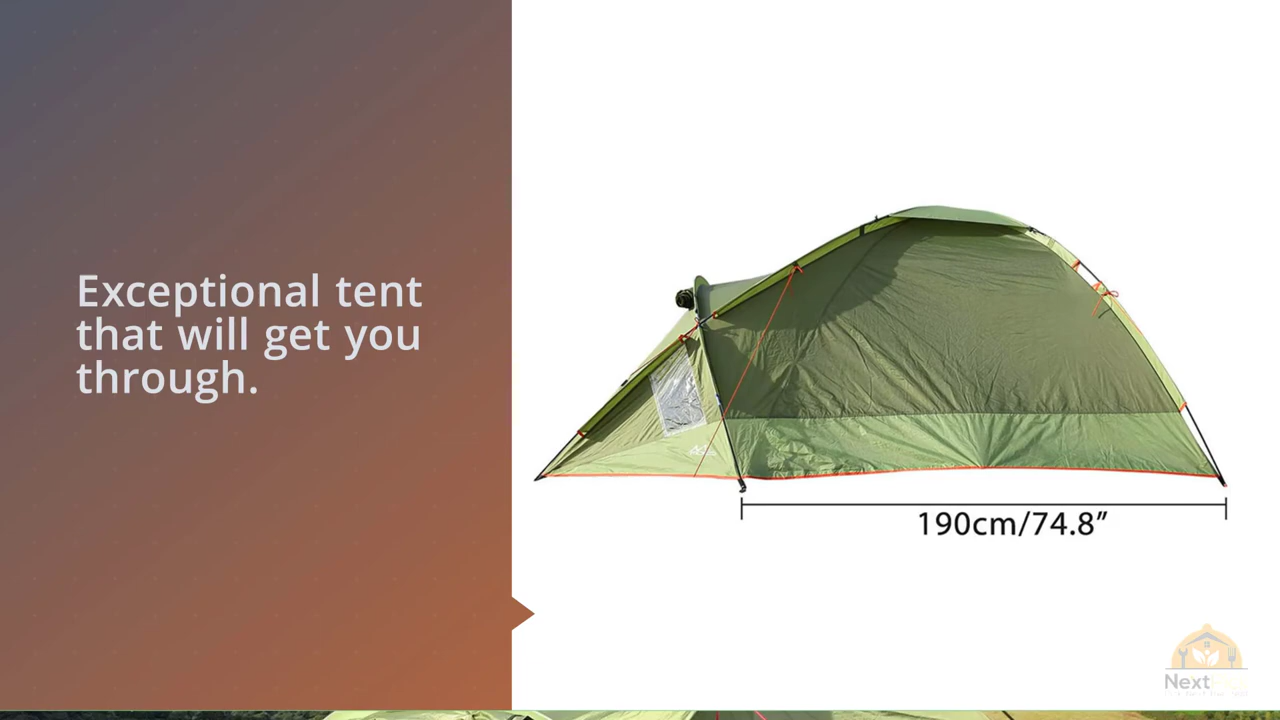 Exceptional tent
that will get you
through.
190cm/74.8”
Next